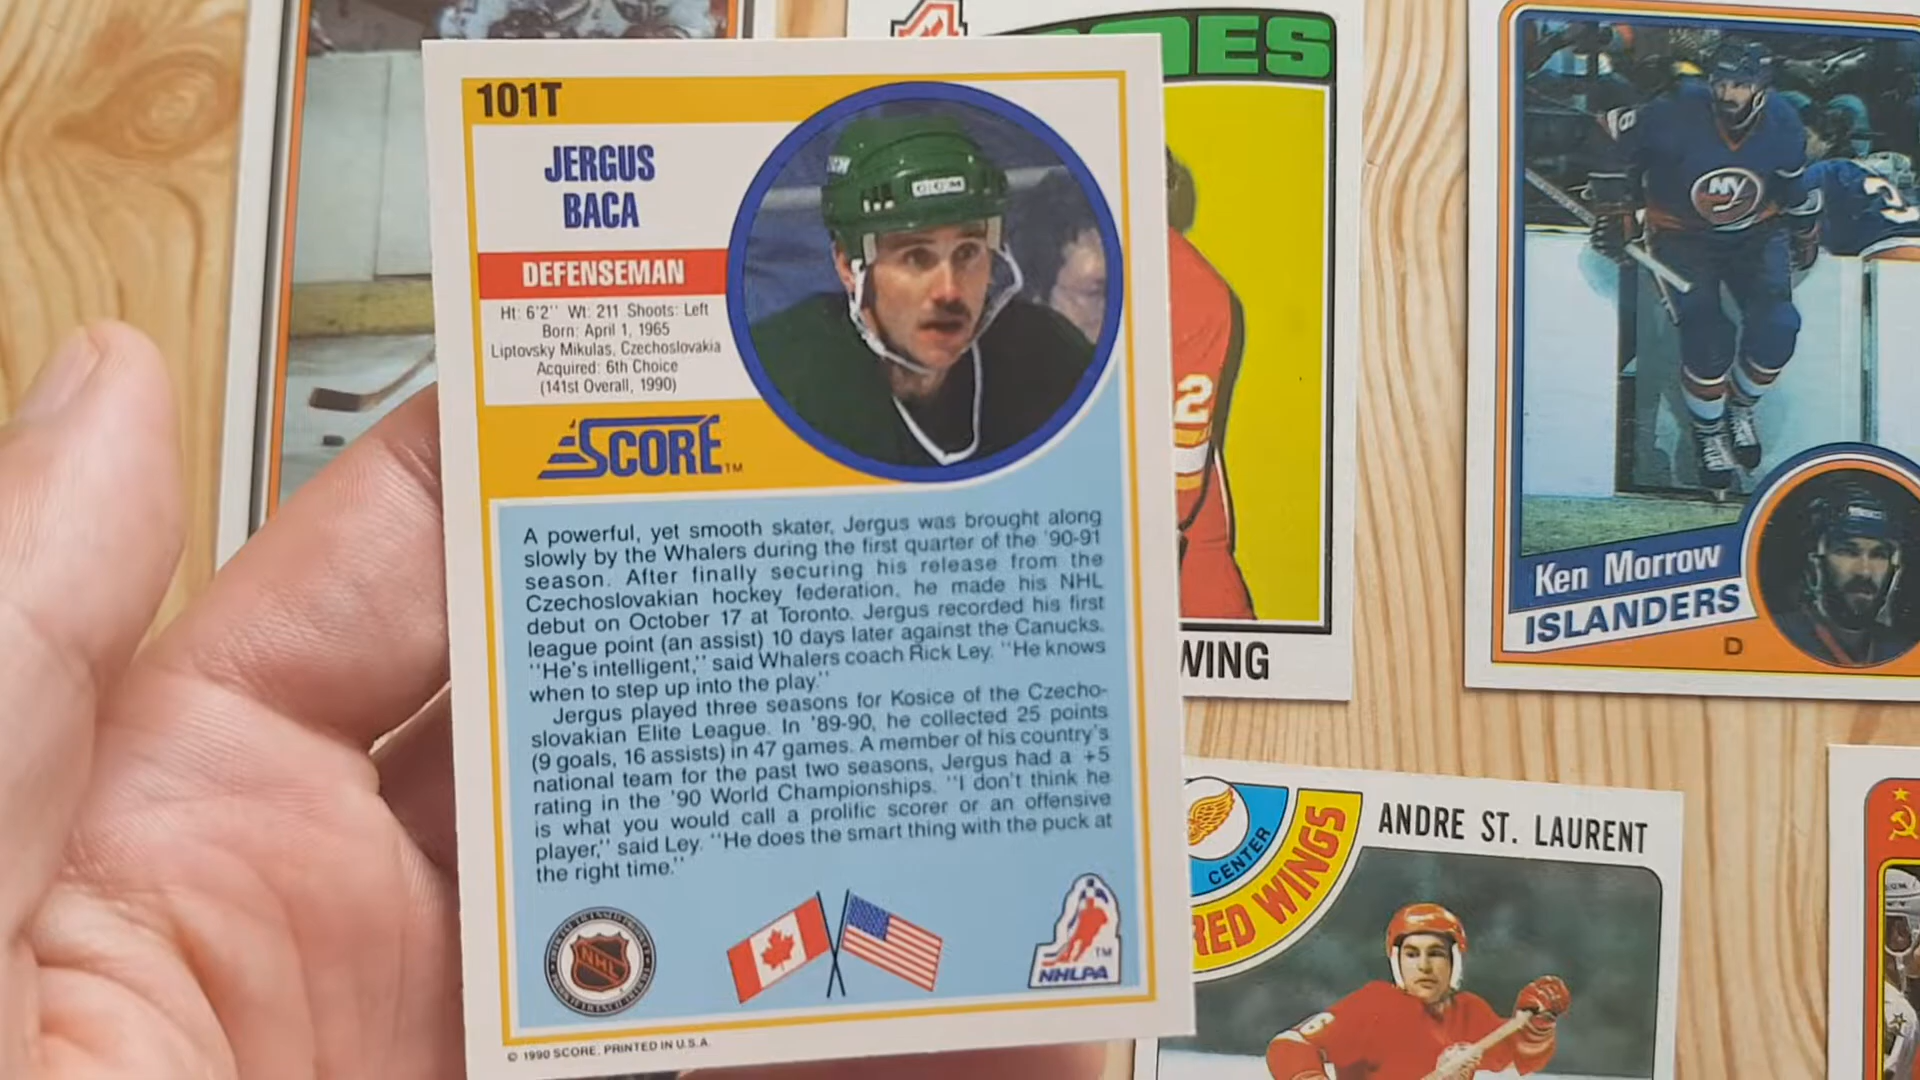 101T
JERGUS
BACA
DEFENSEMAN
Ht: 6'2'' Wt: 211 Shoots: Left
Born: April 1, 1965
Liptovsky Mikulas, Czechoslovakia
Acquired: 6th Choice
(141st Overall, 1990)
SCORE TM
CCM
A powerful, yet smooth skater, Jergus was brought along
slowly by the Whalers during the first quarter of the '90-91
season. After finally securing his release from the
Czechoslovakian hockey federation, he made his NHL
debut on October 17 at Toronto. Jergus recorded his first
league point (an assist) 10 days later against the Canucks.
''He's intelligent,'' said Whalers coach Rick Ley. ''He knows
when to step up into the play.''
Jergus played three seasons for Kosice of the Czecho-
slovakian Elite League. In '89-90, he collected 25 points
(9 goals, 16 assists) in 47 games. A member of his country's
national team for the past two seasons, Jergus had a +5
rating in the '90 World Championships. ''I don't think he
is what you would call a prolific scorer or an offensive
player,'' said Ley. ''He does the smart thing with the puck at
the right time.''
NHL
TM
NHLPA
© 1990 SCORE, PRINTED IN U.S.A.
MES
2
WING
NY
Ken Morrow
ISLANDERS
D
CENTER
RED WINGS
ANDRE ST. LAURENT
6